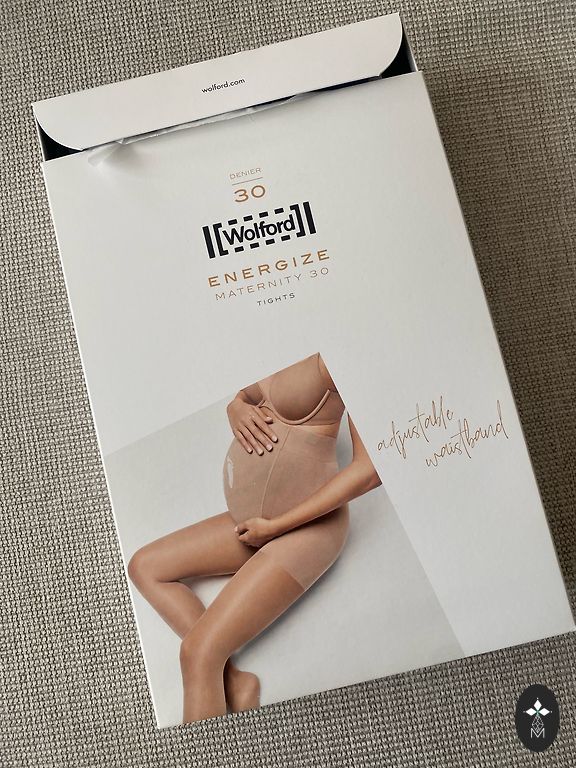 wolford.com
DENIER
30
Wolford
ENERGIZE
MATERNITY 30
TIGHTS
adjustable
waistband
M